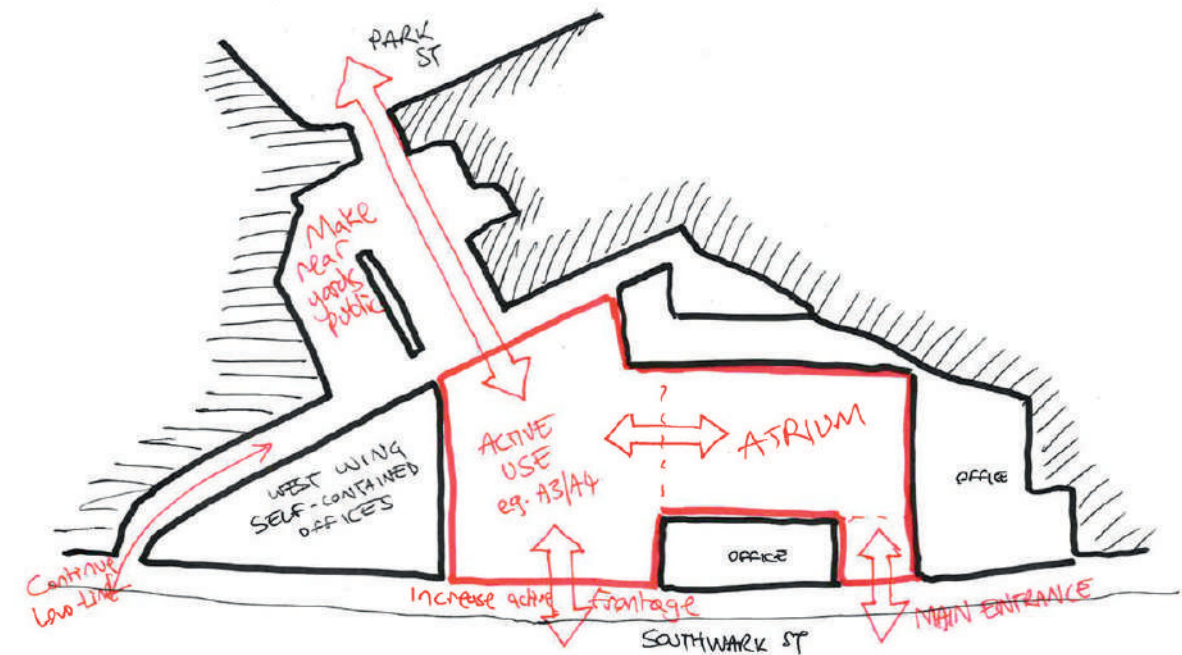 PARK
ST
Make
rear
yards
public
ACTIVE
USE
eg. A3/A4
ATRIUM
WEST WING
SELF-CONTAINED
OFFICES
OFFICE
OFFICE
Continue
Low-Line
Increase active Frontage
MAIN ENTRANCE
SOUTHWARK ST